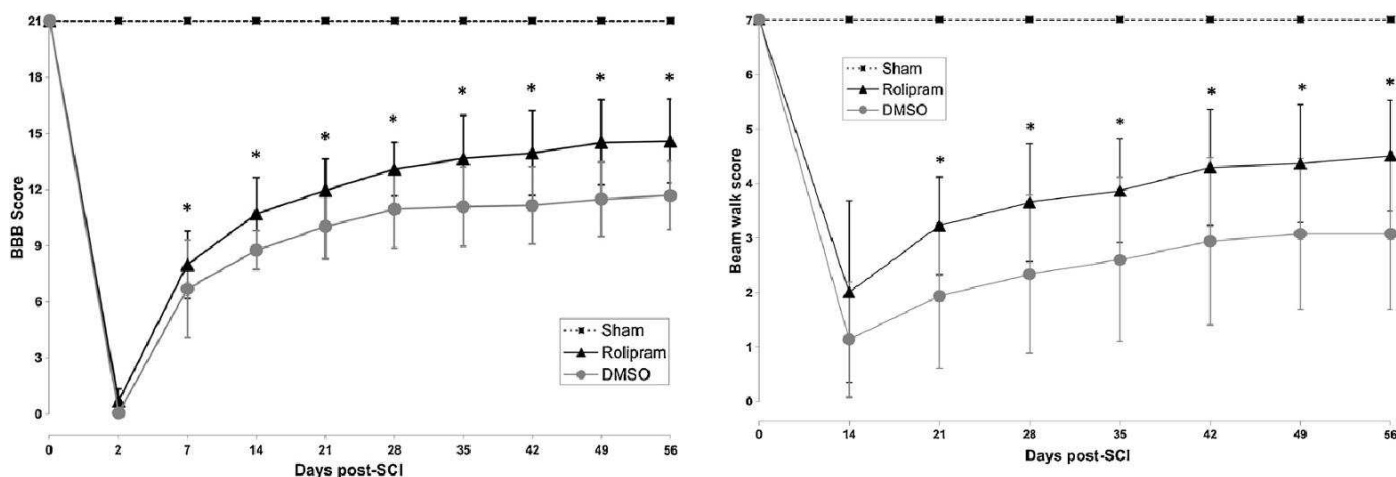 BBB Score
21
18
15
12
9
6
3
0
* * * * * * * *
Sham
Rolipram
DMSO
0 2 7 14 21 28 35 42 49 56
Days post-SCI
Beam walk score
7
6
5
4
3
2
1
0
* * * * * *
Sham
Rolipram
DMSO
0 14 21 28 35 42 49 56
Days post-SCI